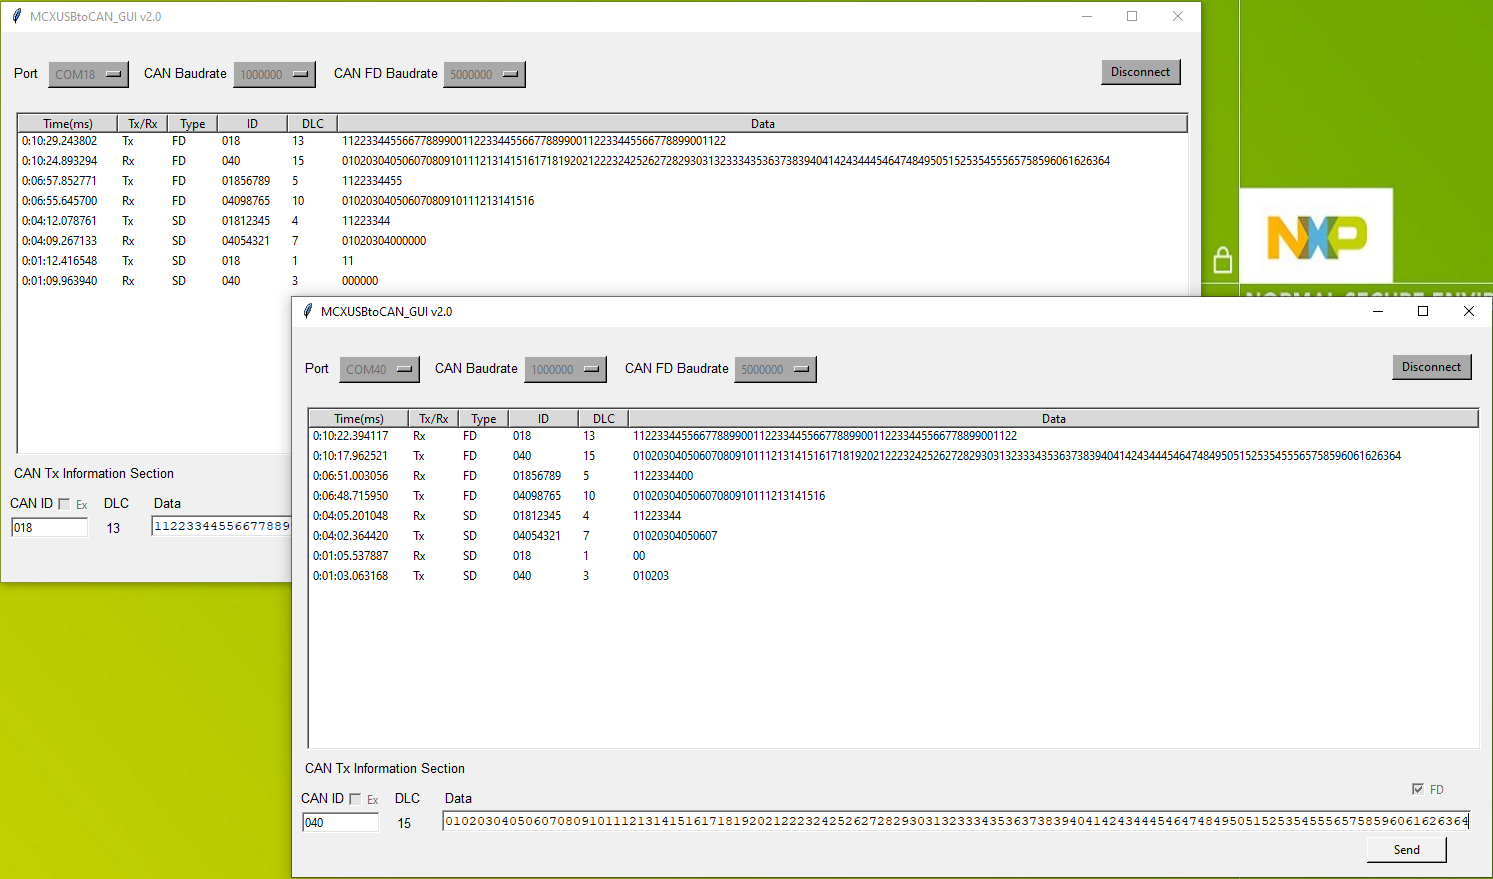 MCXUSBtoCAN_GUI v2.0
Port COM18 CAN Baudrate 1000000 CAN FD Baudrate 5000000 Disconnect
Time(ms) Tx/Rx Type ID DLC Data
0:10:29.243802 Tx FD 018 13 1122334455667788990011223344556677889900112233445566778899001122
0:10:24.893294 Rx FD 040 15 01020304050607080910111213141516171819202122232425262728293031323334353637383940414243444546474849505152535455565758596061626364
0:06:57.852771 Tx FD 01856789 5 1122334455
0:06:55.645700 Rx FD 04098765 10 01020304050607080910111213141516
0:04:12.078761 Tx SD 01812345 4 11223344
0:04:09.267133 Rx SD 04054321 7 01020304000000
0:01:12.416548 Tx SD 018 1 11
0:01:09.963940 Rx SD 040 3 000000
CAN Tx Information Section
CAN ID Ex DLC Data
018 13 11223344556677889
NXP
MCXUSBtoCAN_GUI v2.0
Port COM40 CAN Baudrate 1000000 CAN FD Baudrate 5000000 Disconnect
Time(ms) Tx/Rx Type ID DLC Data
0:10:22.394117 Rx FD 018 13 1122334455667788990011223344556677889900112233445566778899001122
0:10:17.962521 Tx FD 040 15 01020304050607080910111213141516171819202122232425262728293031323334353637383940414243444546474849505152535455565758596061626364
0:06:51.003056 Rx FD 01856789 5 1122334400
0:06:48.715950 Tx FD 04098765 10 01020304050607080910111213141516
0:04:05.201048 Rx SD 01812345 4 11223344
0:04:02.364420 Tx SD 04054321 7 01020304050607
0:01:05.537887 Rx SD 018 1 00
0:01:03.063168 Tx SD 040 3 010203
CAN Tx Information Section
FD
CAN ID Ex DLC Data
040 15 01020304050607080910111213141516171819202122232425262728293031323334353637383940414243444546474849505152535455565758596061626364
Send